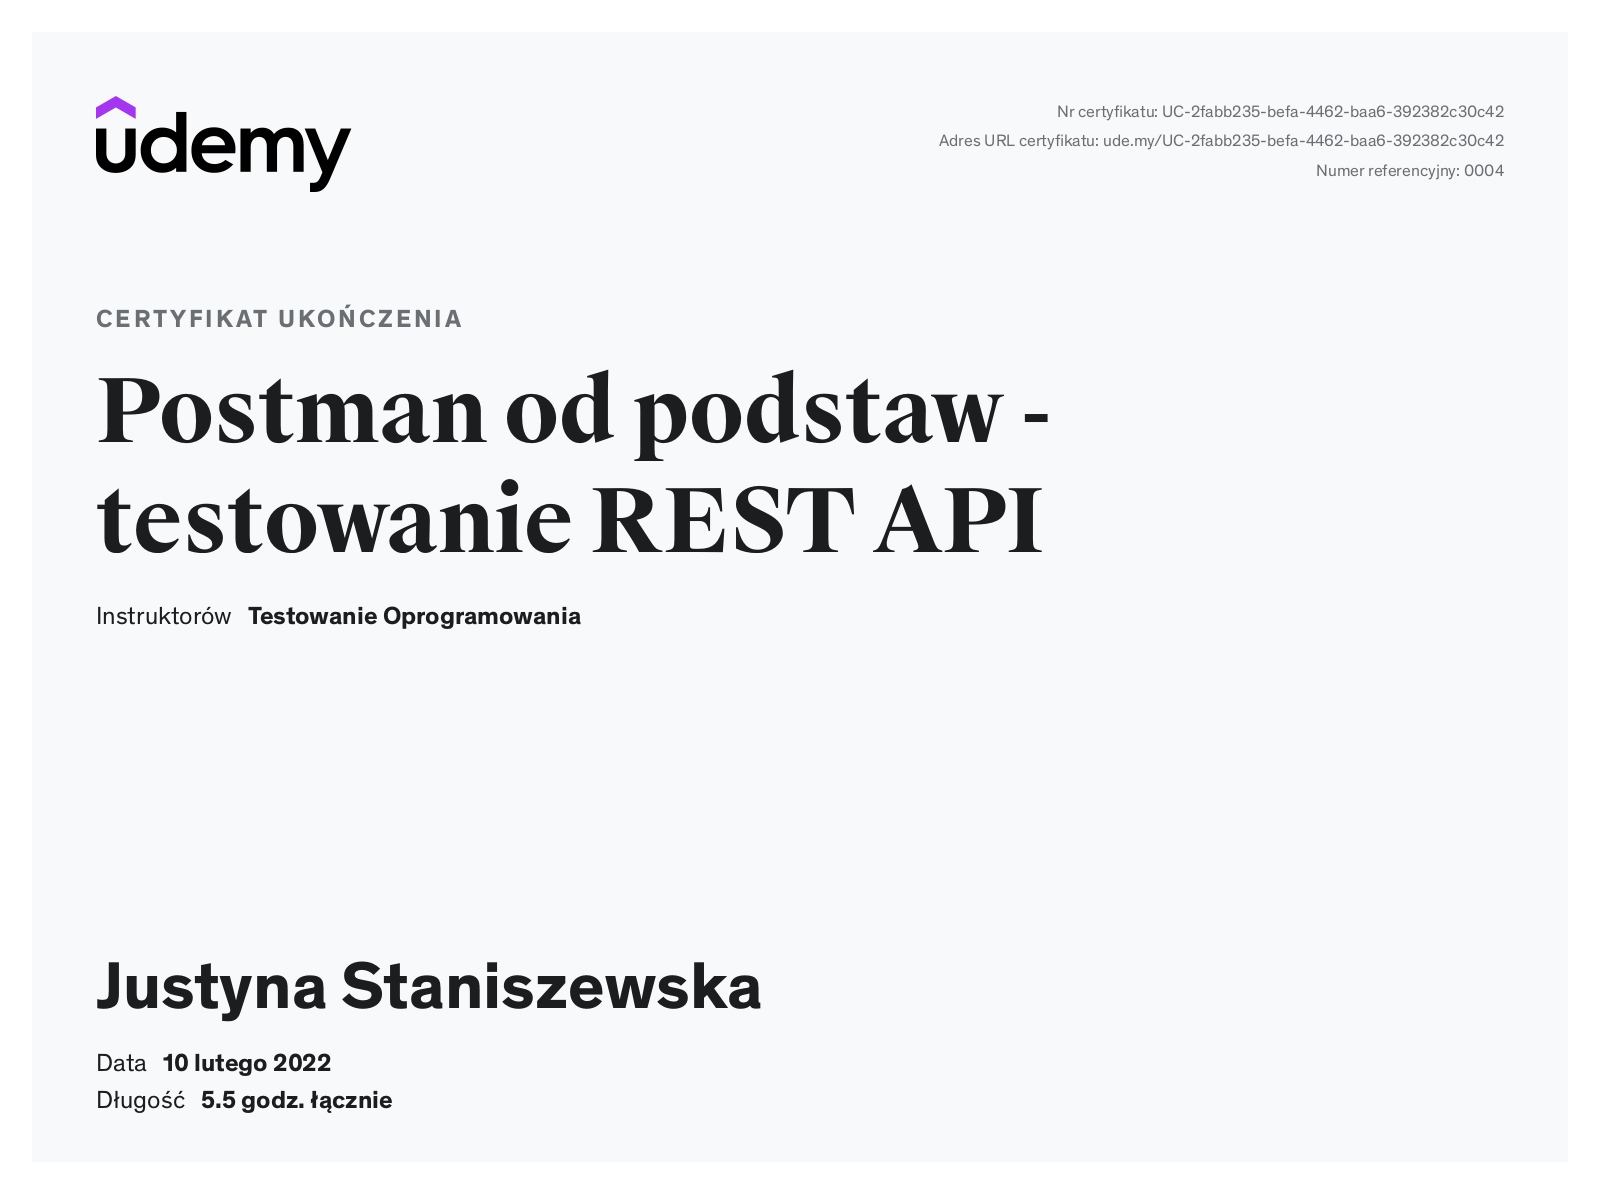 udemy
Nr certyfikatu: UC-2fabb235-befa-4462-baa6-392382c30c42
Adres URL certyfikatu: ude.my/UC-2fabb235-befa-4462-baa6-392382c30c42
Numer referencyjny: 0004
CERTYFIKAT UKOŃCZENIA
Postman od podstaw -
testowanie REST API
Instruktorów Testowanie Oprogramowania
Justyna Staniszewska
Data 10 lutego 2022
Długość 5.5 godz. łącznie